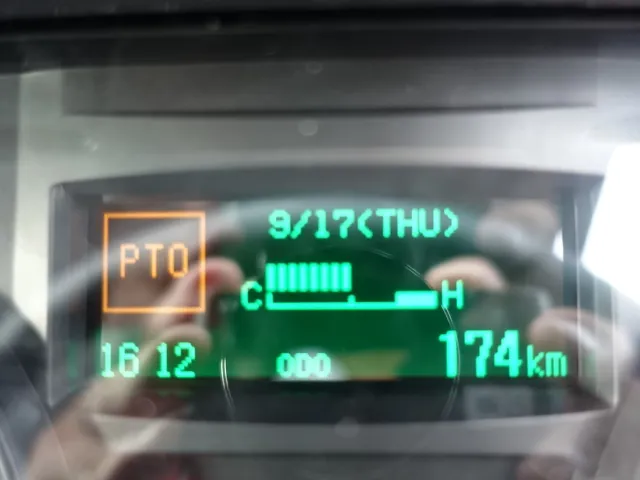 9/17(THU)
PTO
C H
16 12 ODO 174km